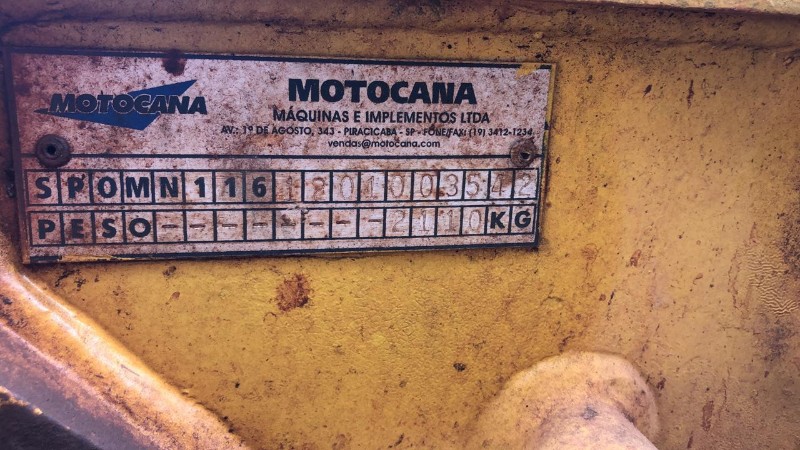 MOTOCANA
MOTOCANA
MÁQUINAS E IMPLEMENTOS LTDA
AV.: 19 DE AGOSTO, 343 - PIRACICABA - SP - FONE/FAX: (19) 3412-1234
vendas@motocana.com
SPOMN116
PESO-------2110KG